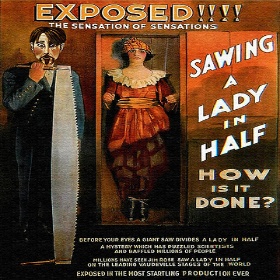 EXPOSED!!!!
THE SENSATION OF SENSATIONS
SAWING
A
LADY
IN
HALF
HOW
IS IT
DONE?
BEFORE YOUR EYES A GIANT SAW DIVIDES A LADY IN HALF
A MYSTERY WHICH HAS PUZZLED SCIENTISTS
AND BAFFLED MILLIONS OF PEOPLE
MILLIONS HAVE SEEN JIM ROSE SAW A LADY IN HALF
ON THE LEADING VAUDEVILLE STAGES OF THE WORLD
EXPOSED IN THE MOST STARTLING PRODUCTION EVER